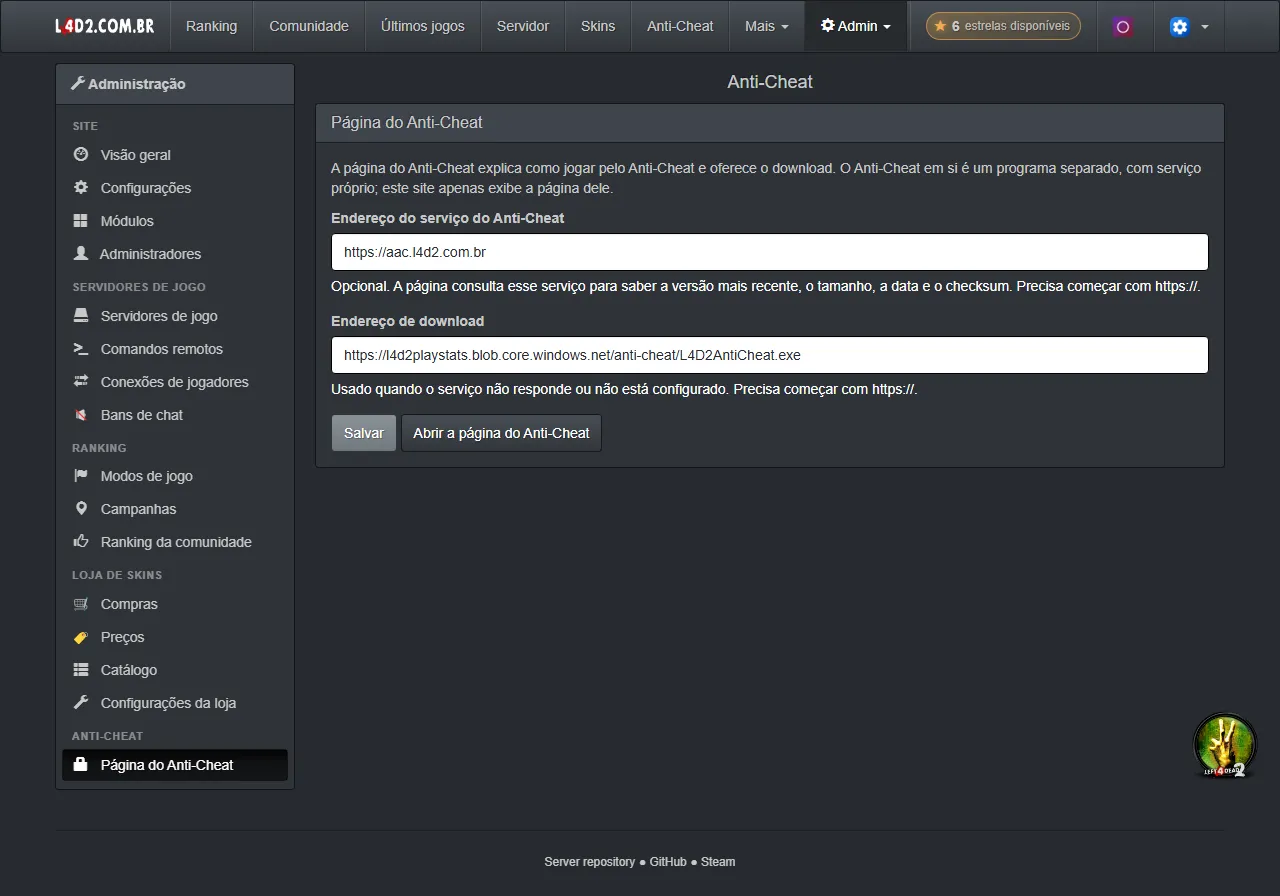 L4D2.COM.BR
Ranking
Comunidade
Últimos jogos
Servidor
Skins
Anti-Cheat
Mais
Admin
6 estrelas disponíveis
Administração
SITE
Visão geral
Configurações
Módulos
Administradores
SERVIDORES DE JOGO
Servidores de jogo
Comandos remotos
Conexões de jogadores
Bans de chat
RANKING
Modos de jogo
Campanhas
Ranking da comunidade
LOJA DE SKINS
Compras
Preços
Catálogo
Configurações da loja
ANTI-CHEAT
Página do Anti-Cheat
Anti-Cheat
Página do Anti-Cheat
A página do Anti-Cheat explica como jogar pelo Anti-Cheat e oferece o download. O Anti-Cheat em si é um programa separado, com serviço
próprio; este site apenas exibe a página dele.
Endereço do serviço do Anti-Cheat
https://aac.l4d2.com.br
Opcional. A página consulta esse serviço para saber a versão mais recente, o tamanho, a data e o checksum. Precisa começar com https://.
Endereço de download
https://l4d2playstats.blob.core.windows.net/anti-cheat/L4D2AntiCheat.exe
Usado quando o serviço não responde ou não está configurado. Precisa começar com https://.
Salvar
Abrir a página do Anti-Cheat
LEFT 4 DEAD 2
Server repository ● GitHub ● Steam